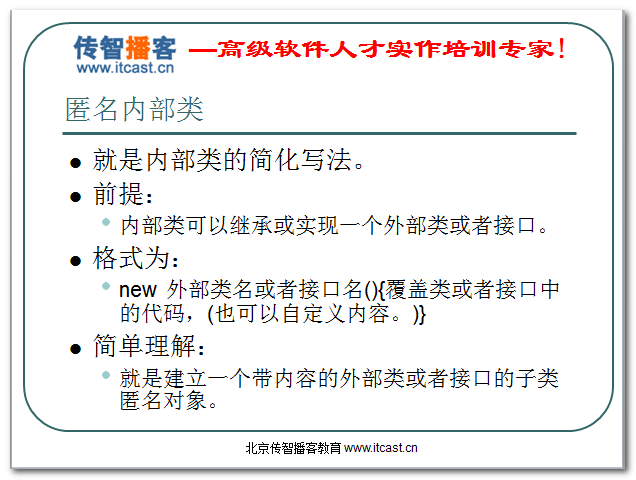 传智播客 —高级软件人才实作培训专家!
www.itcast.cn
匿名内部类
● 就是内部类的简化写法。
● 前提：
• 内部类可以继承或实现一个外部类或者接口。
● 格式为：
• new 外部类名或者接口名(){覆盖类或者接口中
的代码，(也可以自定义内容。)}
● 简单理解：
• 就是建立一个带内容的外部类或者接口的子类
匿名对象。
北京传智播客教育 www.itcast.cn